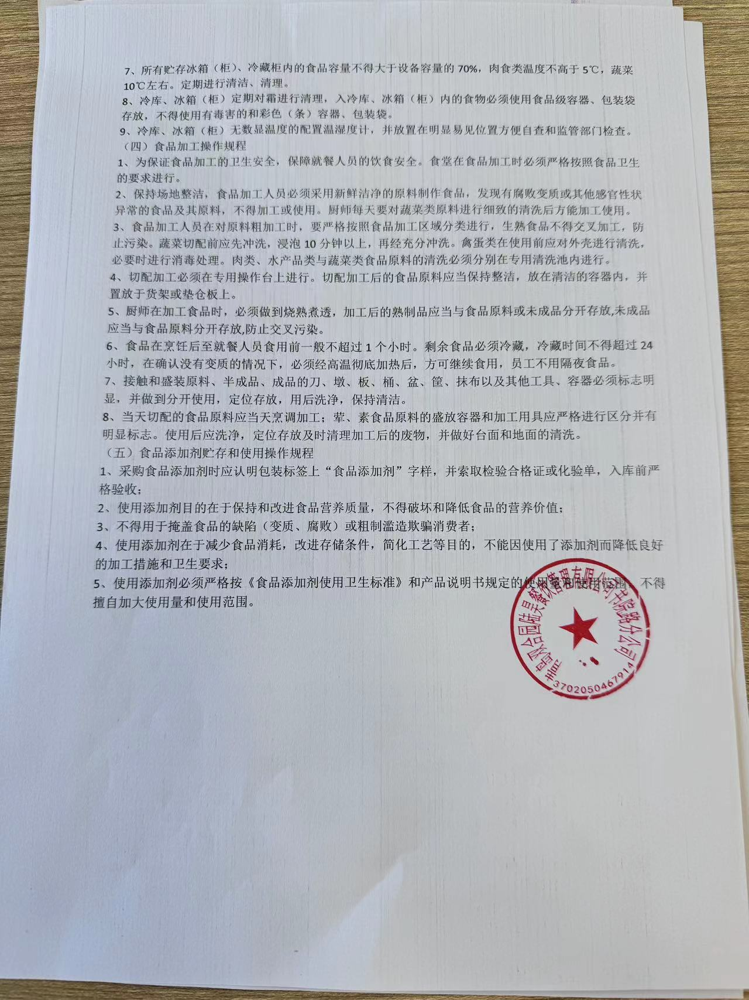 7、所有贮存冰箱（柜）、冷藏柜内的食品容量不得大于设备容量的 70%，肉食类温度不高于 5℃，蔬菜
10℃左右。定期进行清洁、清理。
8、冷库、冰箱（柜）定期对霜进行清理，入冷库、冰箱（柜）内的食物必须使用食品级容器、包装袋
存放，不得使用有毒害的和彩色（条）容器、包装袋。
9、冷库、冰箱（柜）无数显温度的配置温湿度计，并放置在明显易见位置方便自查和监管部门检查。
（四）食品加工操作规程
1、为保证食品加工的卫生安全，保障就餐人员的饮食安全。食堂在食品加工时必须严格按照食品卫生
的要求进行。
2、保持场地整洁，食品加工人员必须采用新鲜洁净的原料制作食品，发现有腐败变质或其他感官性状
异常的食品及其原料，不得加工或使用。厨师每天要对蔬菜类原料进行细致的清洗后方能加工使用。
3、食品加工人员在对原料粗加工时，要严格按照食品加工区域分类进行，生熟食品不得交叉加工，防
止污染。蔬菜切配前应先冲洗，浸泡 10 分钟以上，再经充分冲洗。禽蛋类在使用前应对外壳进行清洗，
必要时进行消毒处理。肉类、水产品类与蔬菜类食品原料的清洗必须分别在专用清洗池内进行。
4、切配加工必须在专用操作台上进行。切配加工后的食品原料应当保持整洁，放在清洁的容器内，并
置放于货架或垫仓板上。
5、厨师在加工食品时，必须做到烧熟煮透，加工后的熟制品应当与食品原料或未成品分开存放,未成品
应当与食品原料分开存放,防止交叉污染。
6、食品在烹饪后至就餐人员食用前一般不超过 1 个小时。剩余食品必须冷藏，冷藏时间不得超过 24
小时，在确认没有变质的情况下，必须经高温彻底加热后，方可继续食用，员工不用隔夜食品。
7、接触和盛装原料、半成品、成品的刀、墩、板、桶、盆、筐、抹布以及其他工具、容器必须标志明
显，并做到分开使用，定位存放，用后洗净，保持清洁。
8、当天切配的食品原料应当天烹调加工；荤、素食品原料的盛放容器和加工用具应严格进行区分并有
明显标志。使用后应洗净，定位存放及时清理加工后的废物，并做好台面和地面的清洗。
（五）食品添加剂贮存和使用操作规程
1、采购食品添加剂时应认明包装标签上“食品添加剂”字样，并索取检验合格证或化验单，入库前严
格验收；
2、使用添加剂目的在于保持和改进食品营养质量，不得破坏和降低食品的营养价值；
3、不得用于掩盖食品的缺陷（变质、腐败）或粗制滥造欺骗消费者；
4、使用添加剂在于减少食品消耗，改进存储条件，简化工艺等目的，不能因使用了添加剂而降低良好
的加工措施和卫生要求；
5、使用添加剂必须严格按《食品添加剂使用卫生标准》和产品说明书规定的使用量和使用范围，不得
擅自加大使用量和使用范围。
青岛双合园陆昊餐饮管理有限公司书院路分公司
3702050467914